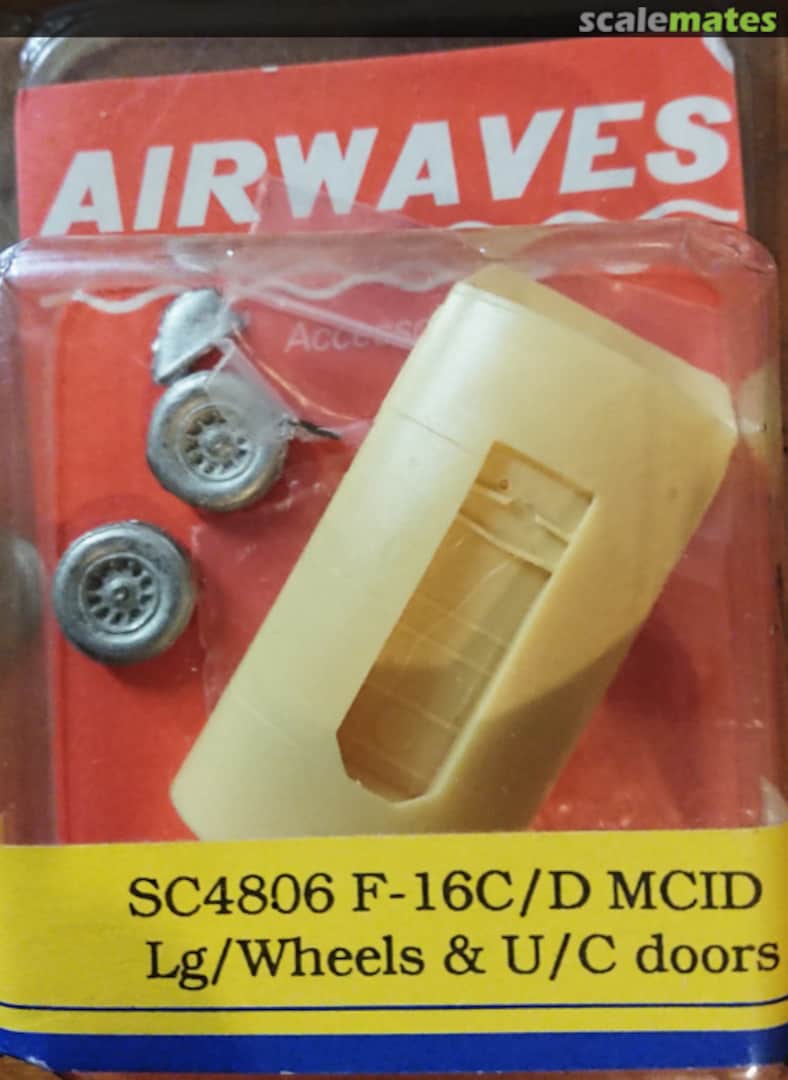 scalemates
AIRWAVES
SC4806 F-16C/D MCID
Lg/Wheels & U/C doors